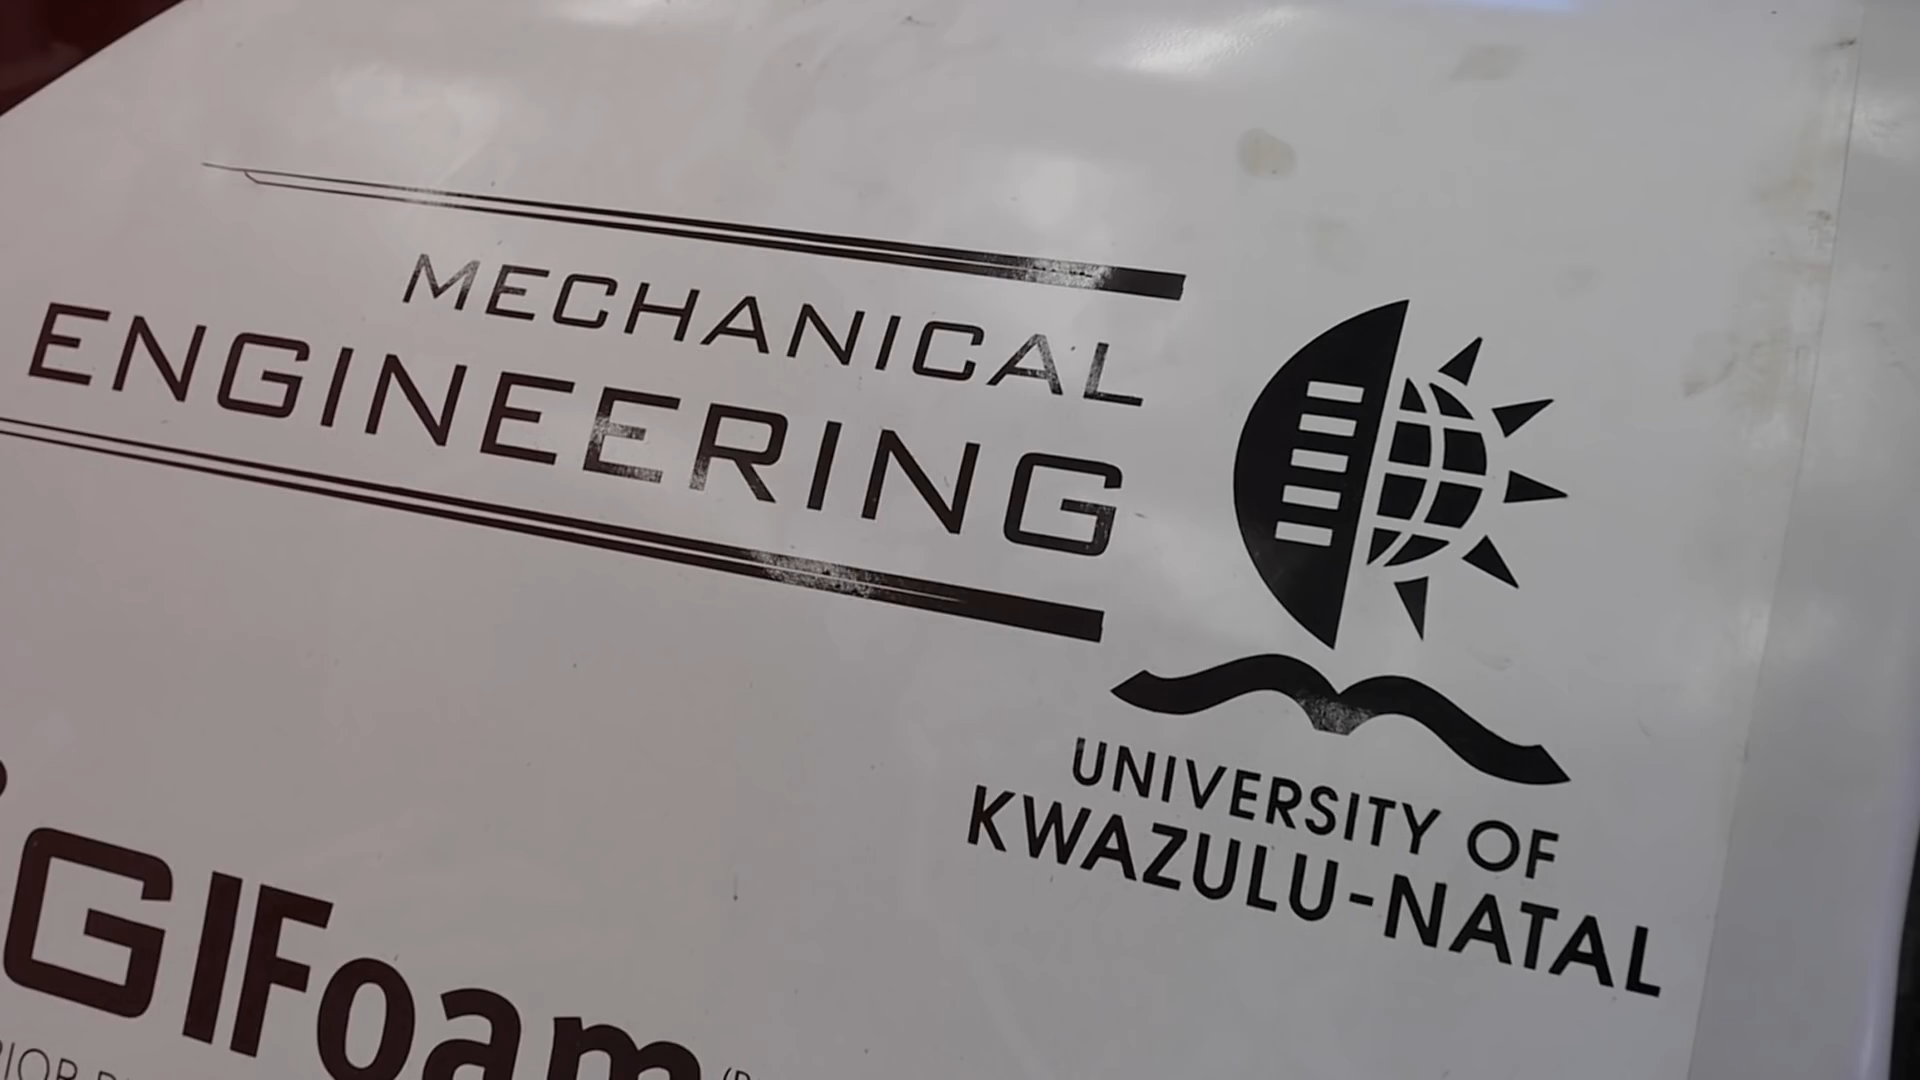 MECHANICAL
ENGINEERING
UNIVERSITY OF
KWAZULU-NATAL
GIFoam